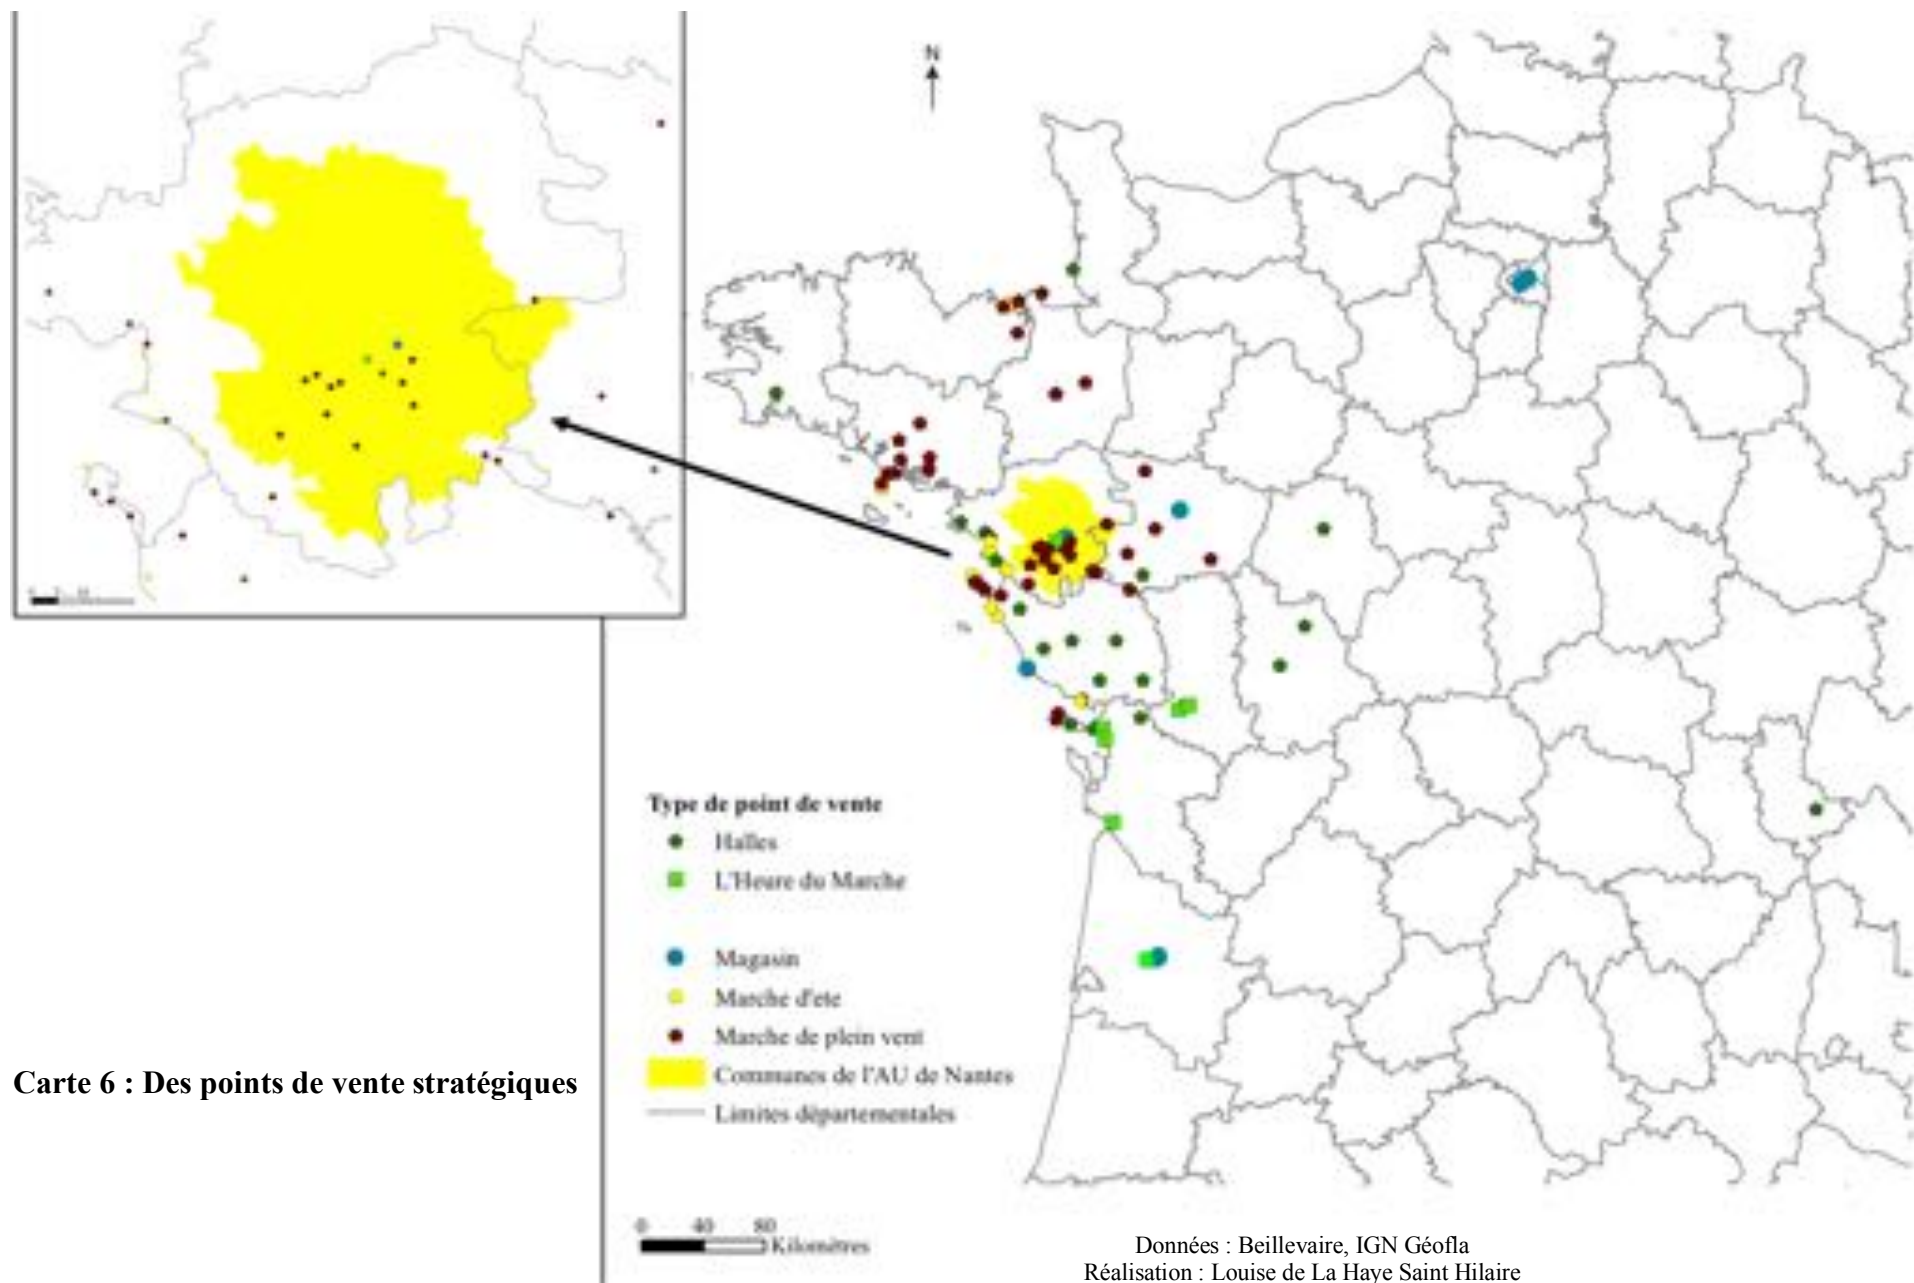 N
Type de point de vente
Halles
L'Heure du Marche
Magasin
Marche d'ete
Marche de plein vent
Communes de l'AU de Nantes
Limites départementales
Carte 6 : Des points de vente stratégiques
0 40 80
Kilomètres
Données : Beillevaire, IGN Géofla
Réalisation : Louise de La Haye Saint Hilaire